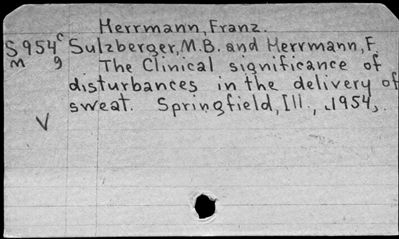 Herrmann, Franz.
S954c Sulzberger, M.B. and Herrmann, F.
m 9 The Clinical significance of
disturbances in the delivery of
sweat. Springfield, Ill., 1954.
V